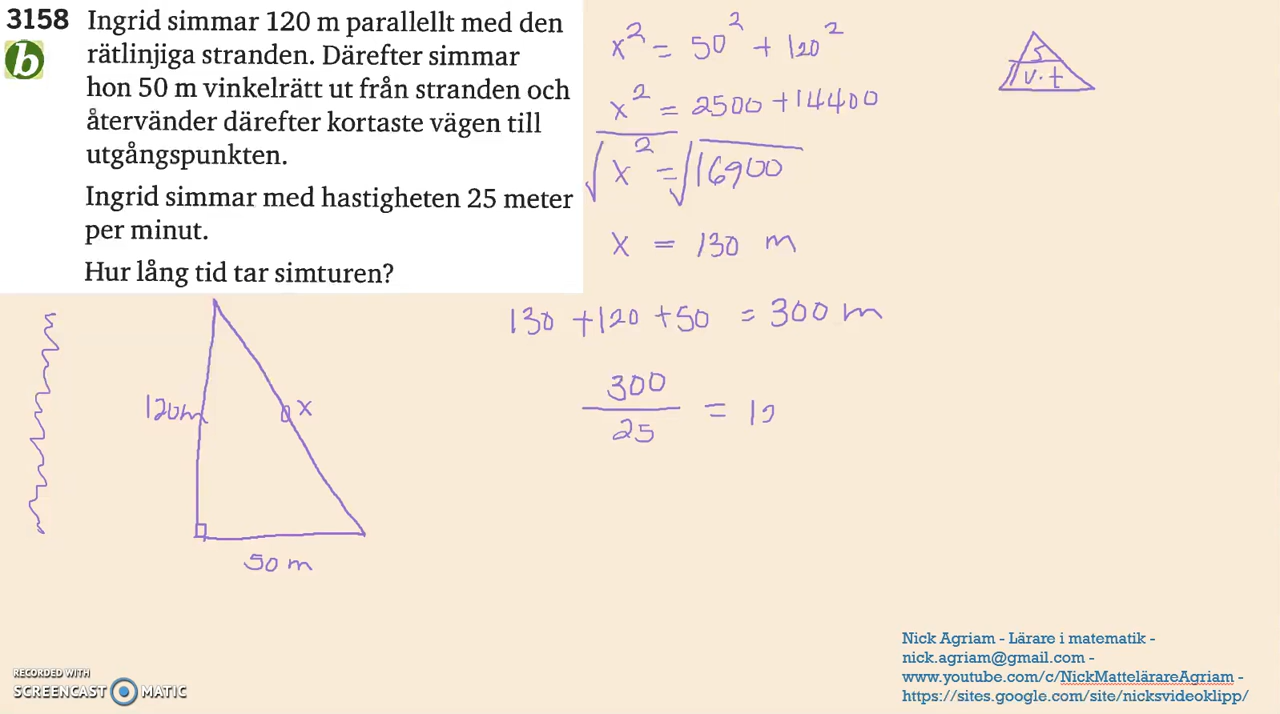 3158 Ingrid simmar 120 m parallellt med den
b rätlinjiga stranden. Därefter simmar
hon 50 m vinkelrätt ut från stranden och
återvänder därefter kortaste vägen till
utgångspunkten.
Ingrid simmar med hastigheten 25 meter
per minut.
Hur lång tid tar simturen?
x² = 50² + 120²
x² = 2500 + 14400
√x² = √16900
x = 130 m
130 + 120 + 50 = 300 m
300/25 = 12
s
v·t
120m
x
50 m
Nick Agriam - Lärare i matematik -
nick.agriam@gmail.com -
www.youtube.com/c/NickMattelärareAgriam -
https://sites.google.com/site/nicksvideoklipp/
RECORDED WITH
SCREENCAST MATIC